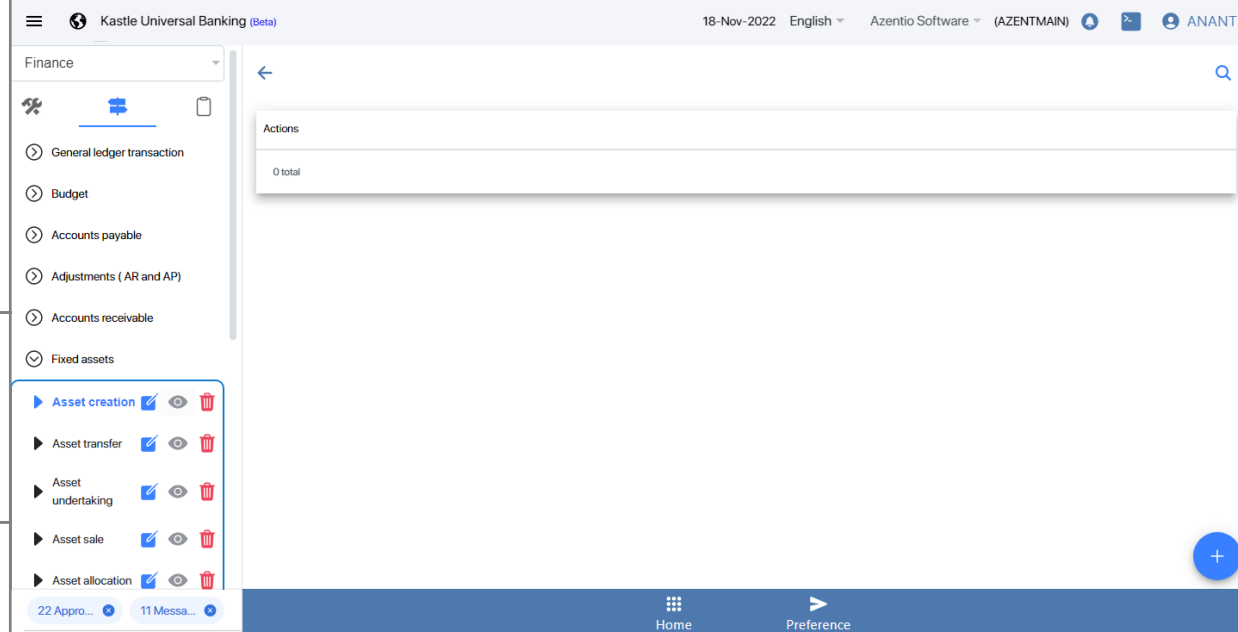 Kastle Universal Banking (Beta)
18-Nov-2022 English Azentio Software (AZENTMAIN) ANANT
Finance
Actions
0 total
General ledger transaction
Budget
Accounts payable
Adjustments ( AR and AP)
Accounts receivable
Fixed assets
Asset creation
Asset transfer
Asset
undertaking
Asset sale
Asset allocation
22 Appro... 11 Messa...
Home Preference